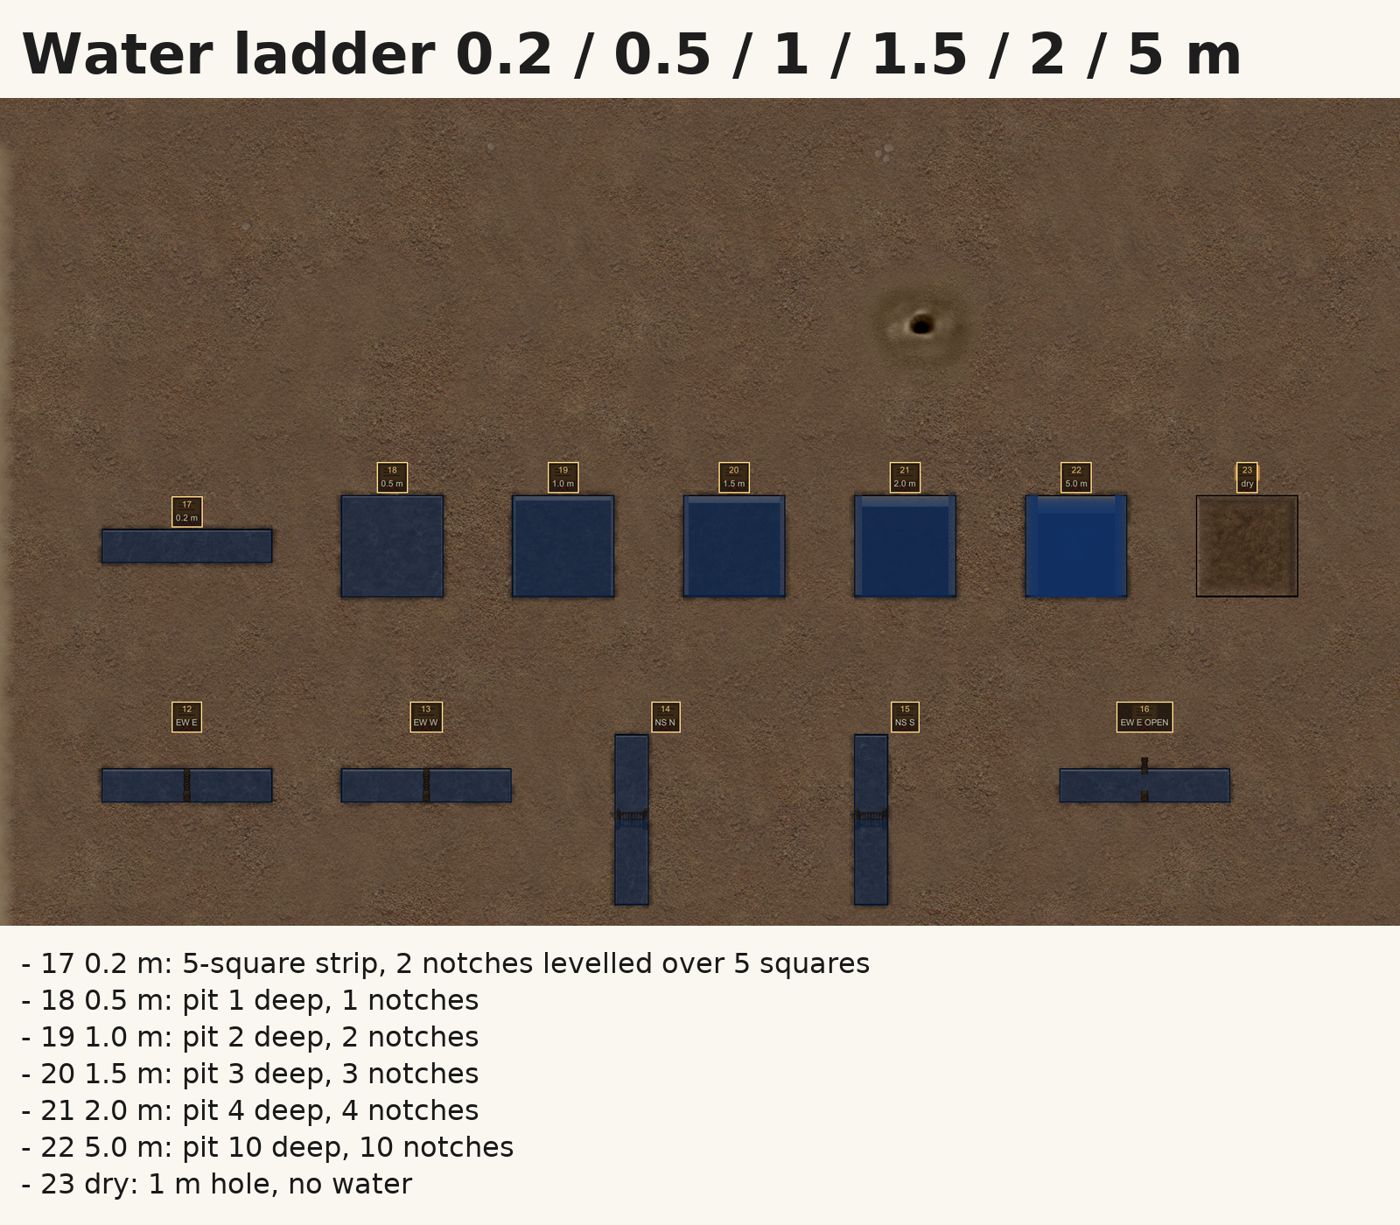 Water ladder 0.2 / 0.5 / 1 / 1.5 / 2 / 5 m
17
0.2 m
18
0.5 m
19
1.0 m
20
1.5 m
21
2.0 m
22
5.0 m
23
dry
12
EW E
13
EW W
14
NS N
15
NS S
16
EW E OPEN
- 17 0.2 m: 5-square strip, 2 notches levelled over 5 squares
- 18 0.5 m: pit 1 deep, 1 notches
- 19 1.0 m: pit 2 deep, 2 notches
- 20 1.5 m: pit 3 deep, 3 notches
- 21 2.0 m: pit 4 deep, 4 notches
- 22 5.0 m: pit 10 deep, 10 notches
- 23 dry: 1 m hole, no water